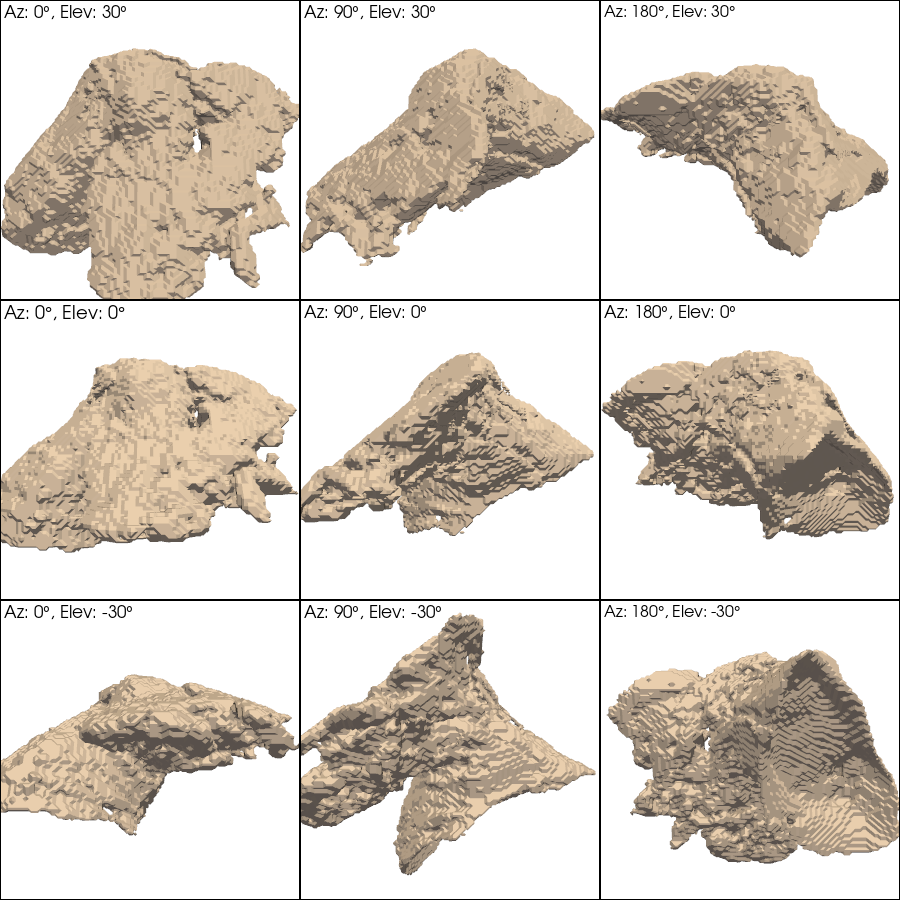 Az: 0°, Elev: 30°
Az: 90°, Elev: 30°
Az: 180°, Elev: 30°
Az: 0°, Elev: 0°
Az: 90°, Elev: 0°
Az: 180°, Elev: 0°
Az: 0°, Elev: -30°
Az: 90°, Elev: -30°
Az: 180°, Elev: -30°